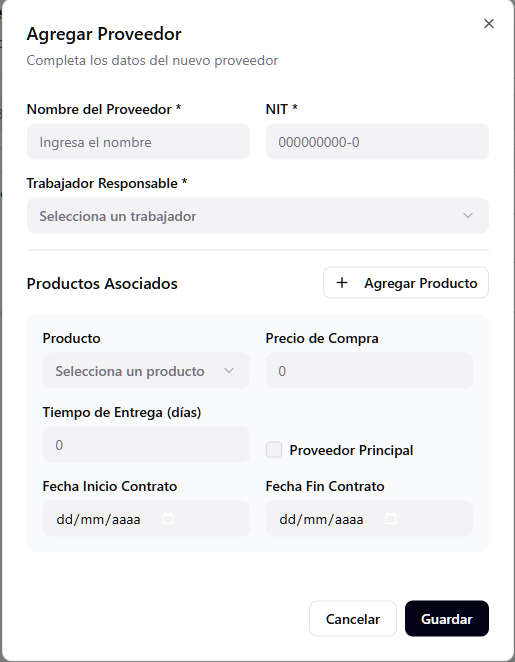 Agregar Proveedor
Completa los datos del nuevo proveedor
Nombre del Proveedor * NIT *
Ingresa el nombre 000000000-0
Trabajador Responsable *
Selecciona un trabajador
Productos Asociados + Agregar Producto
Producto Precio de Compra
Selecciona un producto 0
Tiempo de Entrega (días)
0
Proveedor Principal
Fecha Inicio Contrato Fecha Fin Contrato
dd/mm/aaaa dd/mm/aaaa
Cancelar Guardar